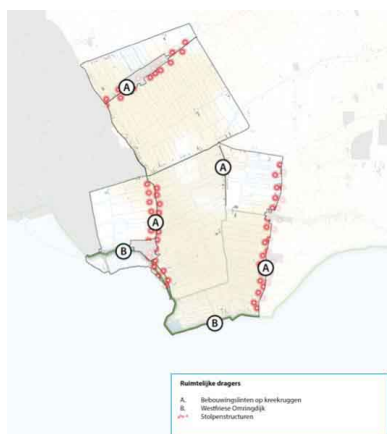 A
A
A
B
A
B
Ruimtelijke dragers
A. Bebouwingslinten op kreekruggen
B. Westfriese Omringdijk
Stolpenstructuren